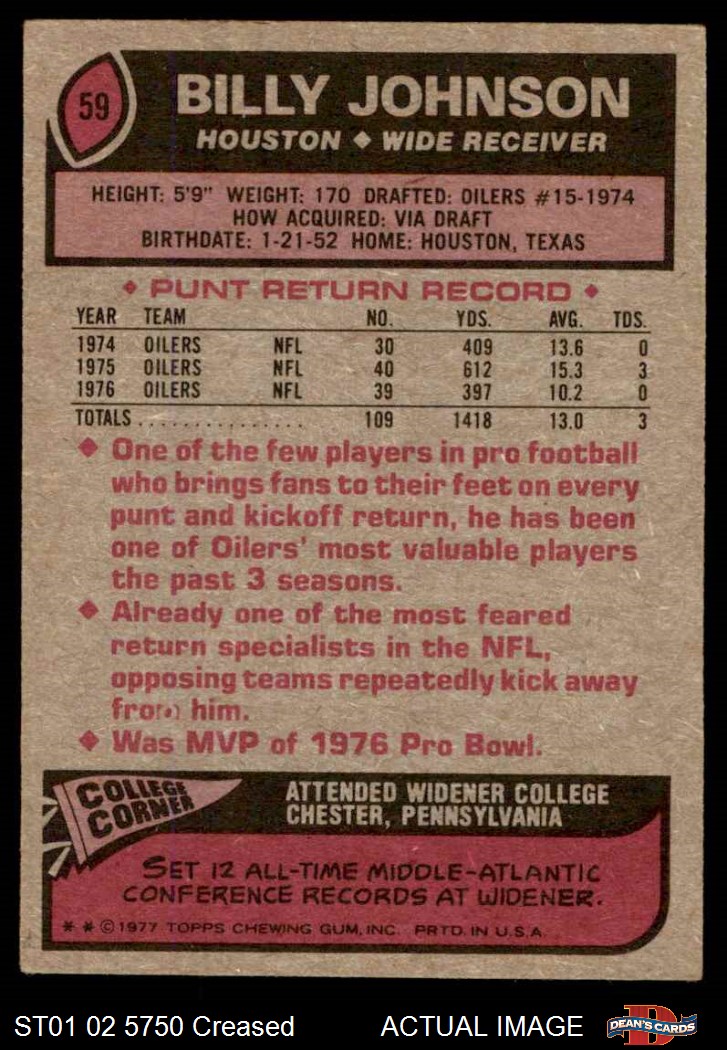 59
BILLY JOHNSON
HOUSTON ◆ WIDE RECEIVER
HEIGHT: 5'9" WEIGHT: 170 DRAFTED: OILERS #15-1974
HOW ACQUIRED: VIA DRAFT
BIRTHDATE: 1-21-52 HOME: HOUSTON, TEXAS
◆ PUNT RETURN RECORD ◆
YEAR TEAM NO. YDS. AVG. TDS.
1974 OILERS NFL 30 409 13.6 0
1975 OILERS NFL 40 612 15.3 3
1976 OILERS NFL 39 397 10.2 0
TOTALS . . . . . . . . . . . . . . . 109 1418 13.0 3
◆ One of the few players in pro football
who brings fans to their feet on every
punt and kickoff return, he has been
one of Oilers' most valuable players
the past 3 seasons.
◆ Already one of the most feared
return specialists in the NFL,
opposing teams repeatedly kick away
from him.
◆ Was MVP of 1976 Pro Bowl.
COLLEGE
CORNER
ATTENDED WIDENER COLLEGE
CHESTER, PENNSYLVANIA
SET 12 ALL-TIME MIDDLE-ATLANTIC
CONFERENCE RECORDS AT WIDENER.
* * © 1977 TOPPS CHEWING GUM, INC. PRTD. IN U.S.A.
ST01 02 5750 Creased ACTUAL IMAGE
D
DEAN'S CARDS